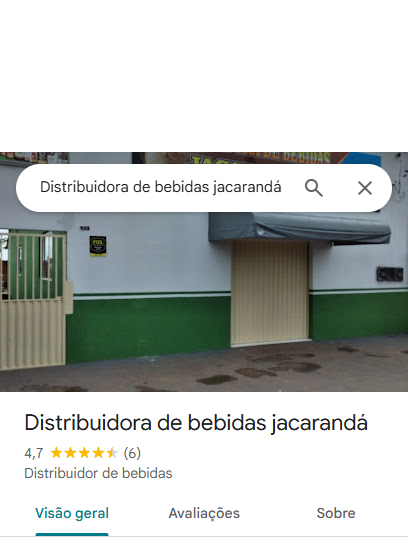 Distribuidora de bebidas jacarandá
Distribuidora de bebidas jacarandá
4,7 (6)
Distribuidor de bebidas
Visão geral
Avaliações
Sobre